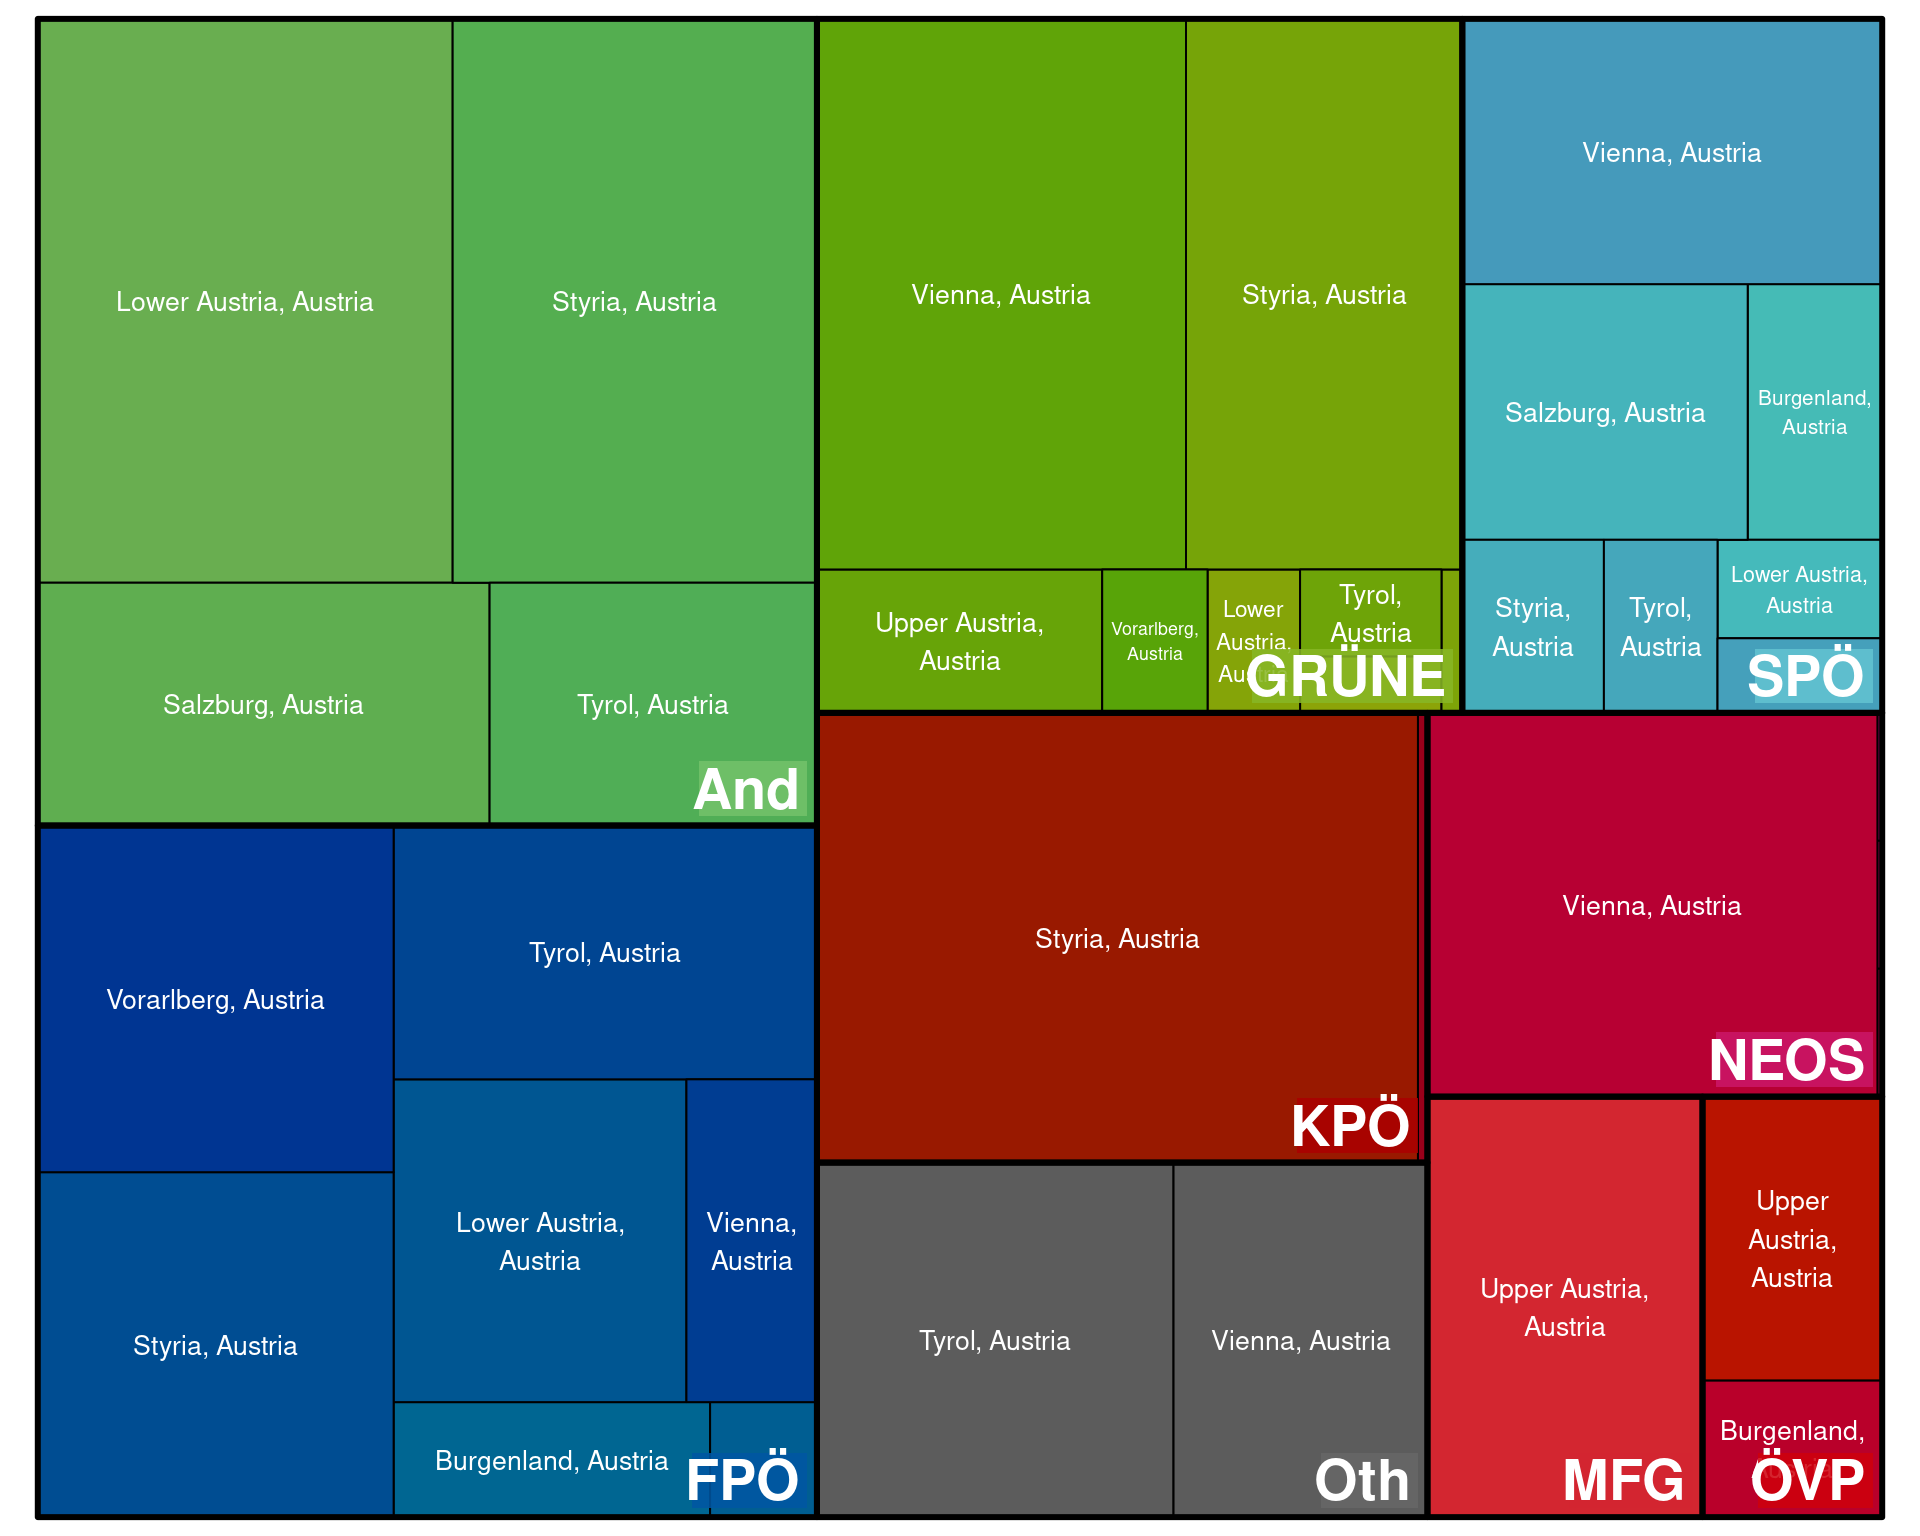 Lower Austria, Austria
Styria, Austria
Salzburg, Austria
Tyrol, Austria
And
Vienna, Austria
Styria, Austria
Upper Austria,
Austria
Vorarlberg,
Austria
Lower
Austria,
Tyrol,
Austria
GRÜNE
Vienna, Austria
Salzburg, Austria
Burgenland,
Austria
Styria,
Austria
Tyrol,
Austria
Lower Austria,
Austria
SPÖ
Vorarlberg, Austria
Tyrol, Austria
Styria, Austria
Lower Austria,
Austria
Vienna,
Austria
Burgenland, Austria
FPÖ
Styria, Austria
KPÖ
Vienna, Austria
NEOS
Tyrol, Austria
Vienna, Austria
Oth
Upper Austria,
Austria
MFG
Upper
Austria,
Austria
Burgenland,
ÖVP